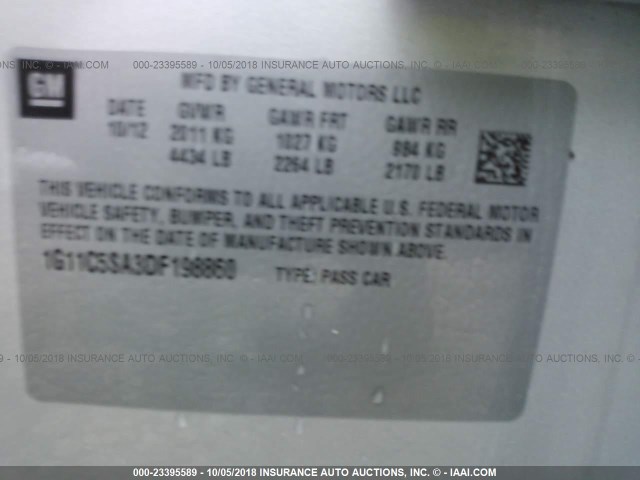 000-23395589 - 10/05/2018 INSURANCE AUTO AUCTIONS, INC. - © - IAAI.COM
GM
MFD BY GENERAL MOTORS LLC
DATE GVWR GAWR FRT GAWR RR
10/12 2011 KG 1027 KG 984 KG
4434 LB 2264 LB 2170 LB
THIS VEHICLE CONFORMS TO ALL APPLICABLE U.S. FEDERAL MOTOR
VEHICLE SAFETY, BUMPER, AND THEFT PREVENTION STANDARDS IN
EFFECT ON THE DATE OF MANUFACTURE SHOWN ABOVE.
1G11C5SA3DF198860 TYPE: PASS CAR
000-23395589 - 10/05/2018 INSURANCE AUTO AUCTIONS, INC. - © - IAAI.COM